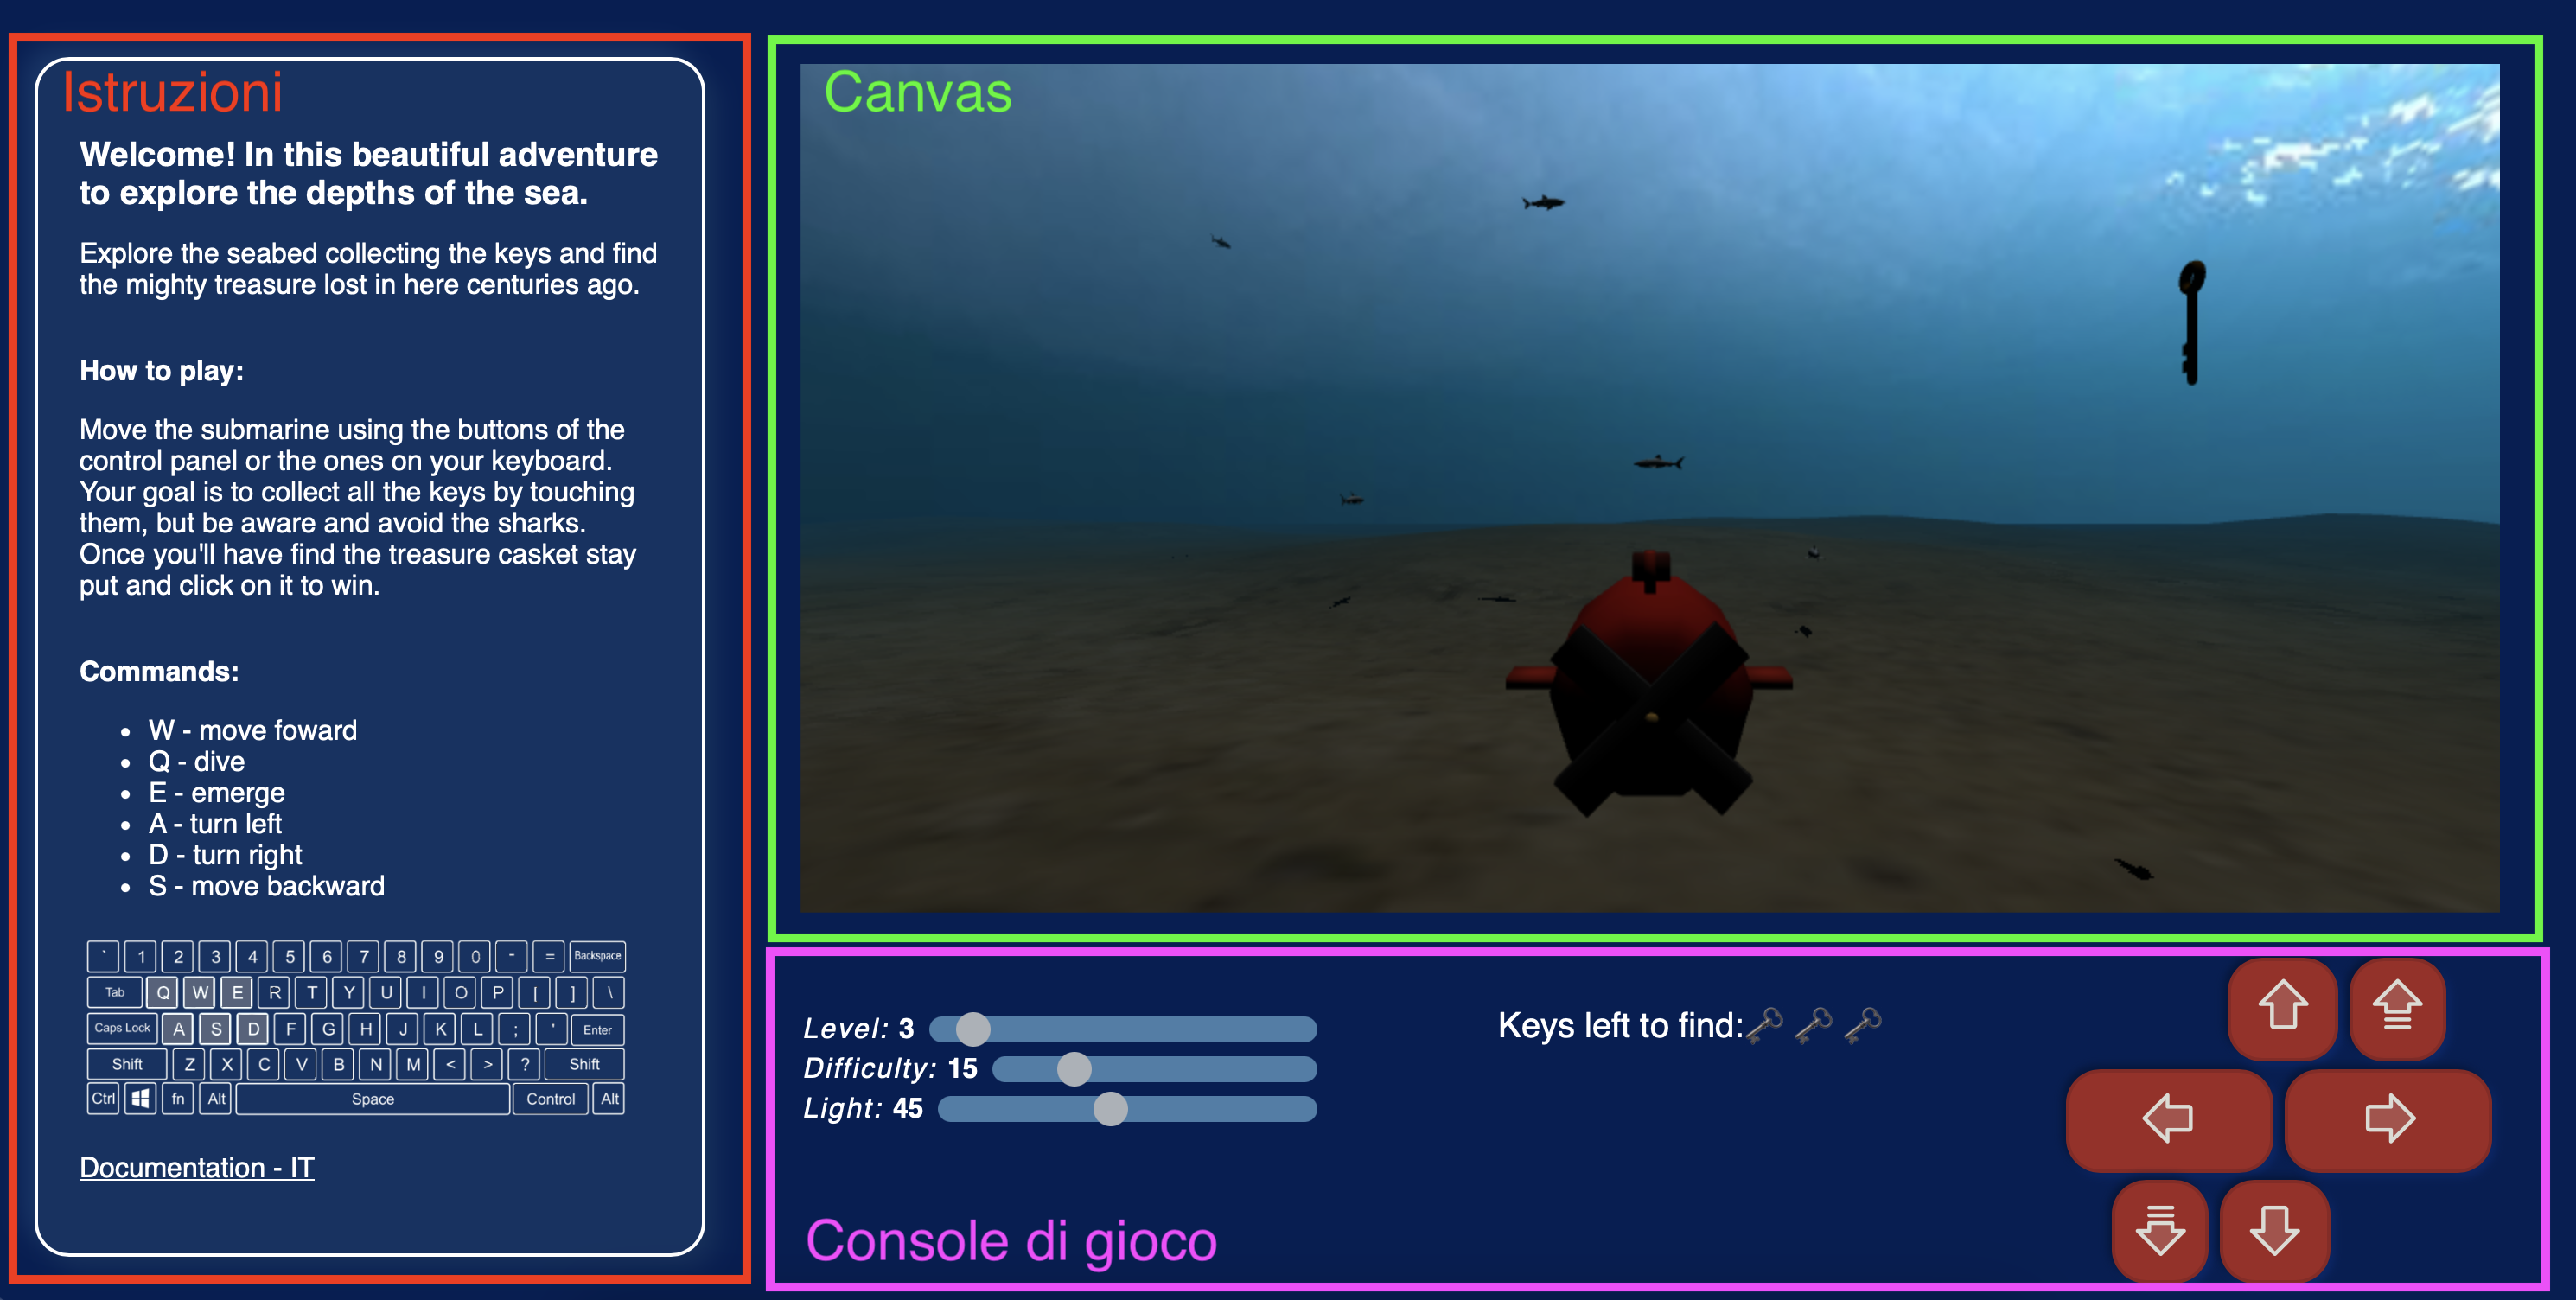 Istruzioni
Welcome! In this beautiful adventure
to explore the depths of the sea.
Explore the seabed collecting the keys and find
the mighty treasure lost in here centuries ago.
How to play:
Move the submarine using the buttons of the
control panel or the ones on your keyboard.
Your goal is to collect all the keys by touching
them, but be aware and avoid the sharks.
Once you'll have find the treasure casket stay
put and click on it to win.
Commands:
• W - move foward
• Q - dive
• E - emerge
• A - turn left
• D - turn right
• S - move backward
` 1 2 3 4 5 6 7 8 9 0 - = Backspace
Tab Q W E R T Y U I O P [ ] \
Caps Lock A S D F G H J K L ; ' Enter
Shift Z X C V B N M < > ? Shift
Ctrl fn Alt Space Control Alt
Documentation - IT
Canvas
Level: 3
Difficulty: 15
Light: 45
Keys left to find:
Console di gioco